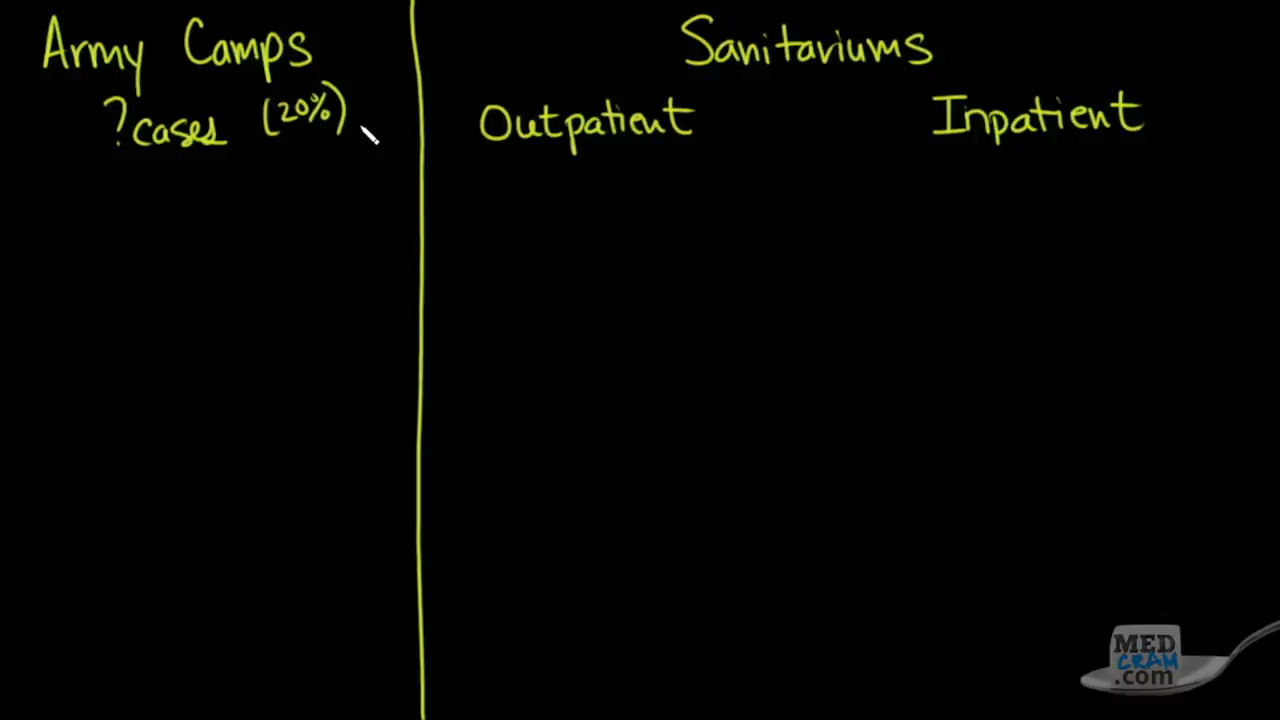 Army Camps
?cases (20%)
Sanitariums
Outpatient Inpatient
MED
CRAM
.com